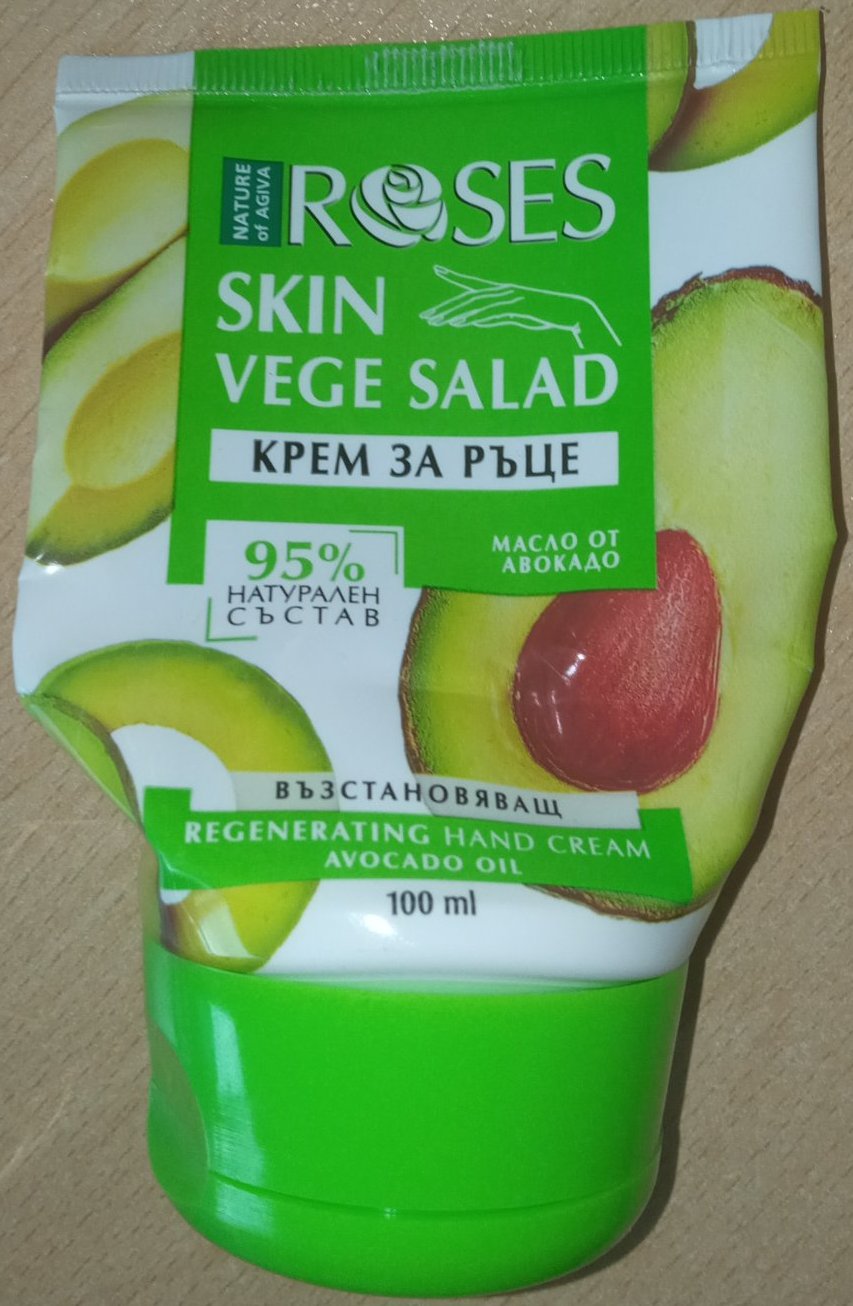 NATURE
of AGIVA
ROSES
SKIN
VEGE SALAD
КРЕМ ЗА РЪЦЕ
95%
НАТУРАЛЕН
СЪСТАВ
МАСЛО ОТ
АВОКАДО
ВЪЗСТАНОВЯВАЩ
REGENERATING HAND CREAM
AVOCADO OIL
100 ml